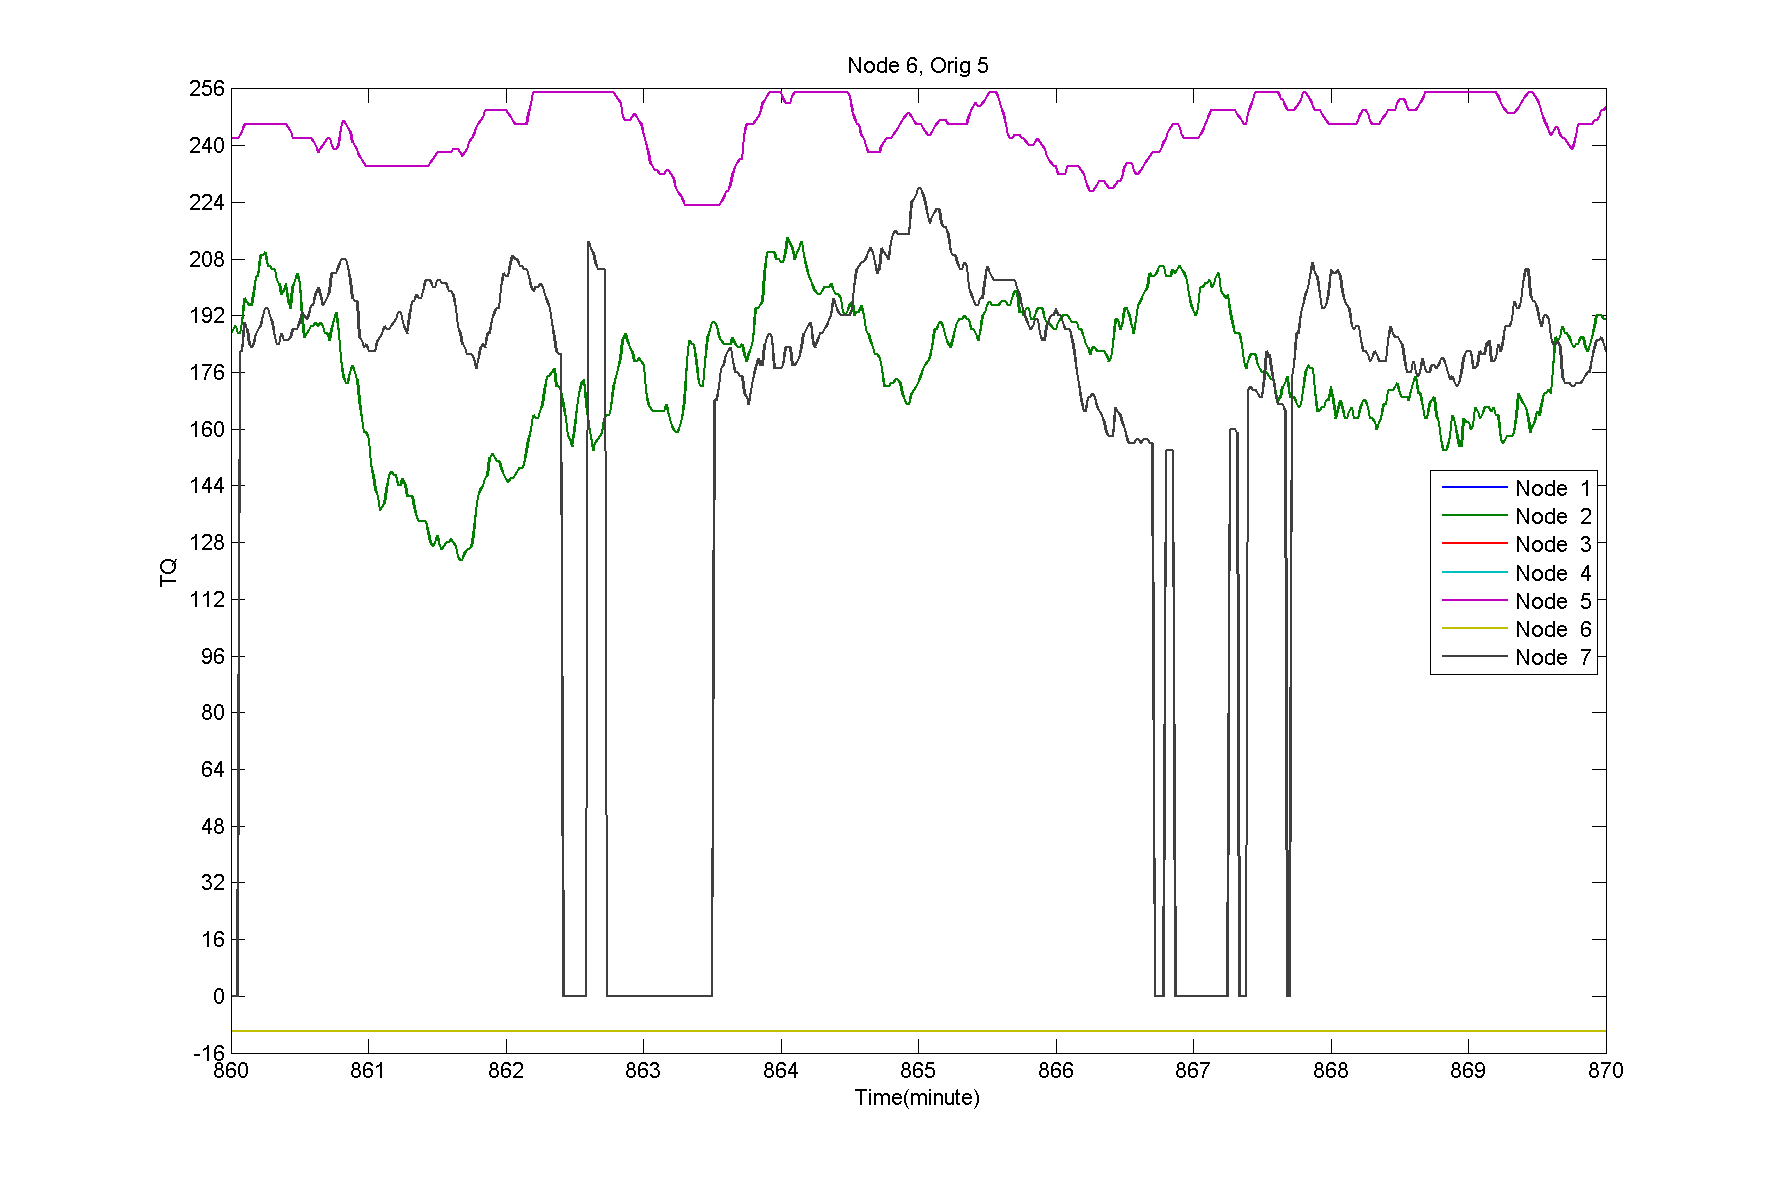 Node 6, Orig 5
256
240
224
208
192
176
160
144
128
112
96
80
64
48
32
16
0
-16
TQ
Node 1
Node 2
Node 3
Node 4
Node 5
Node 6
Node 7
860 861 862 863 864 865 866 867 868 869 870
Time(minute)